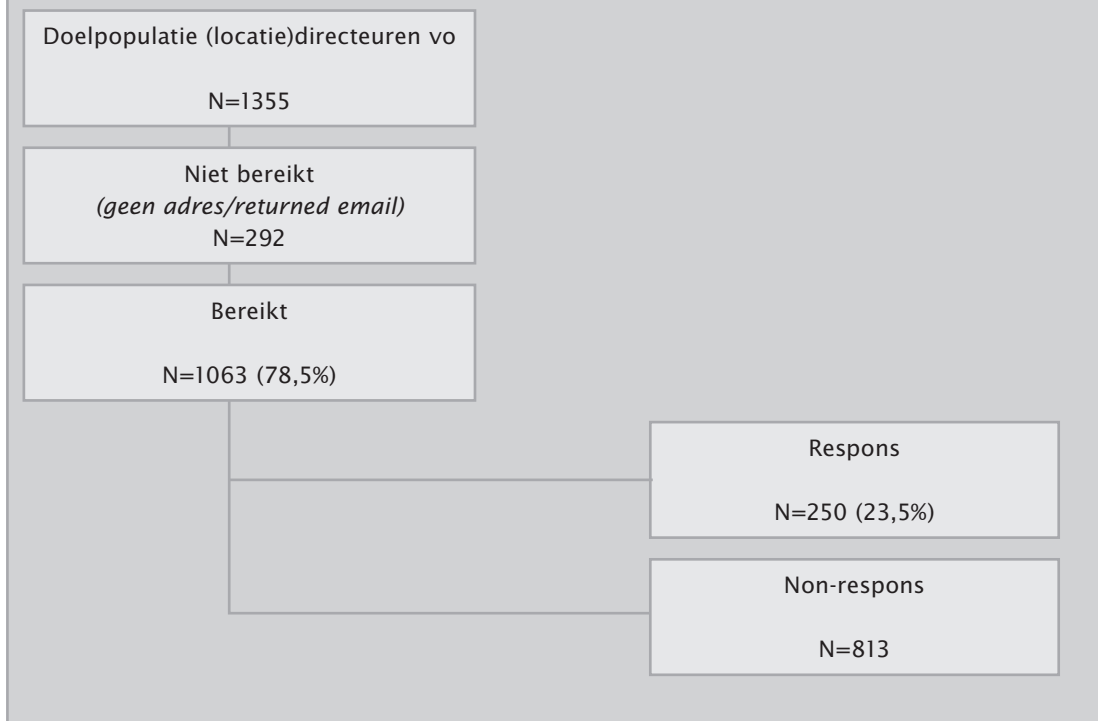 Doelpopulatie (locatie)directeuren vo
N=1355
Niet bereikt
(geen adres/returned email)
N=292
Bereikt
N=1063 (78,5%)
Respons
N=250 (23,5%)
Non-respons
N=813